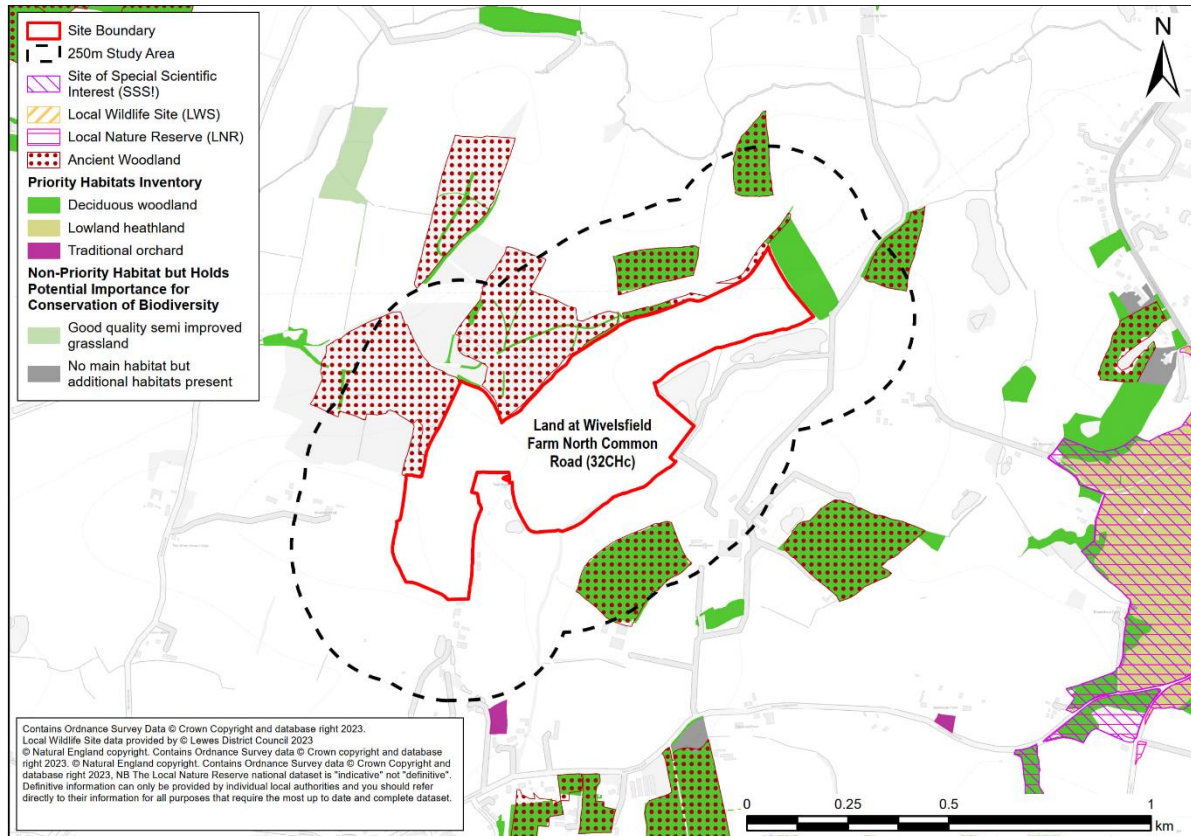 Site Boundary
250m Study Area
Site of Special Scientific
Interest (SSS!)
Local Wildlife Site (LWS)
Local Nature Reserve (LNR)
Ancient Woodland
Priority Habitats Inventory
Deciduous woodland
Lowland heathland
Traditional orchard
Non-Priority Habitat but Holds
Potential Importance for
Conservation of Biodiversity
Good quality semi improved
grassland
No main habitat but
additional habitats present
N
Land at Wivelsfield
Farm North Common
Road (32CHc)
Contains Ordnance Survey Data © Crown Copyright and database right 2023.
Local Wildlife Site data provided by © Lewes District Council 2023
© Natural England copyright. Contains Ordnance Survey data © Crown copyright and database
right 2023. © Natural England copyright. Contains Ordnance Survey data © Crown Copyright and
database right 2023, NB The Local Nature Reserve national dataset is "indicative" not "definitive".
Definitive information can only be provided by individual local authorities and you should refer
directly to their information for all purposes that require the most up to date and complete dataset.
0 0.25 0.5 1
km